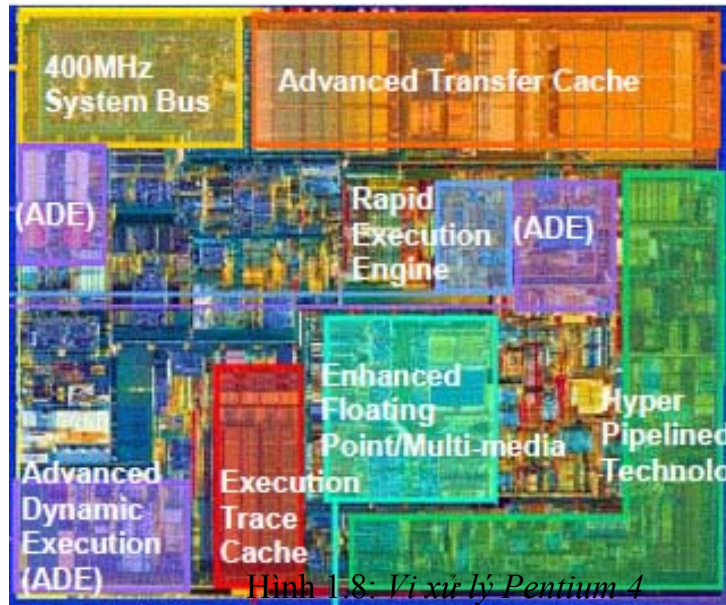 400MHz
System Bus
Advanced Transfer Cache
(ADE)
Rapid
Execution
Engine
(ADE)
Enhanced
Floating
Point/Multi-media
Hyper
Pipelined
Technolo
Advanced
Dynamic
Execution
(ADE)
Execution
Trace
Cache
Hình 1.8: Vi xử lý Pentium 4